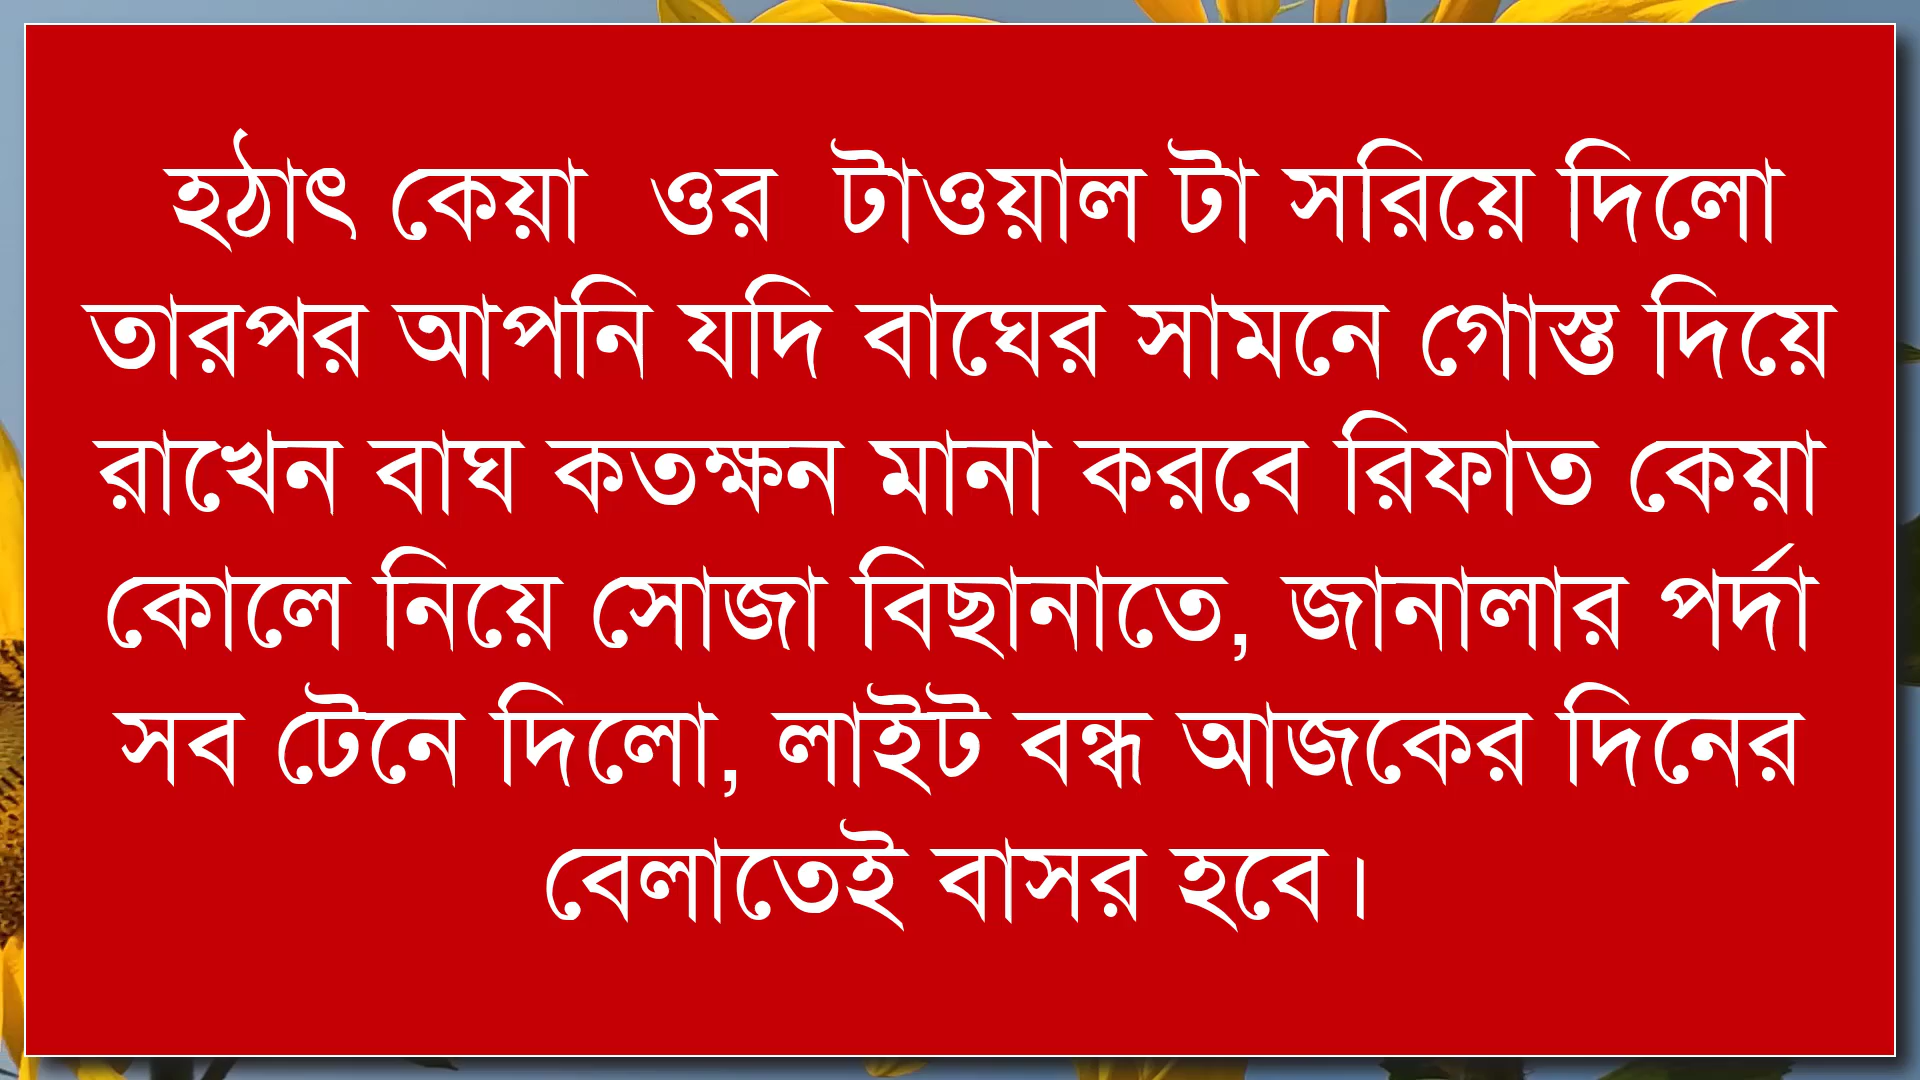 হঠাৎ কেয়া ওর টাওয়াল টা সরিয়ে দিলো
তারপর আপনি যদি বাঘের সামনে গোস্ত দিয়ে
রাখেন বাঘ কতক্ষন মানা করবে রিফাত কেয়া
কোলে নিয়ে সোজা বিছানাতে, জানালার পর্দা
সব টেনে দিলো, লাইট বন্ধ আজকের দিনের
বেলাতেই বাসর হবে।